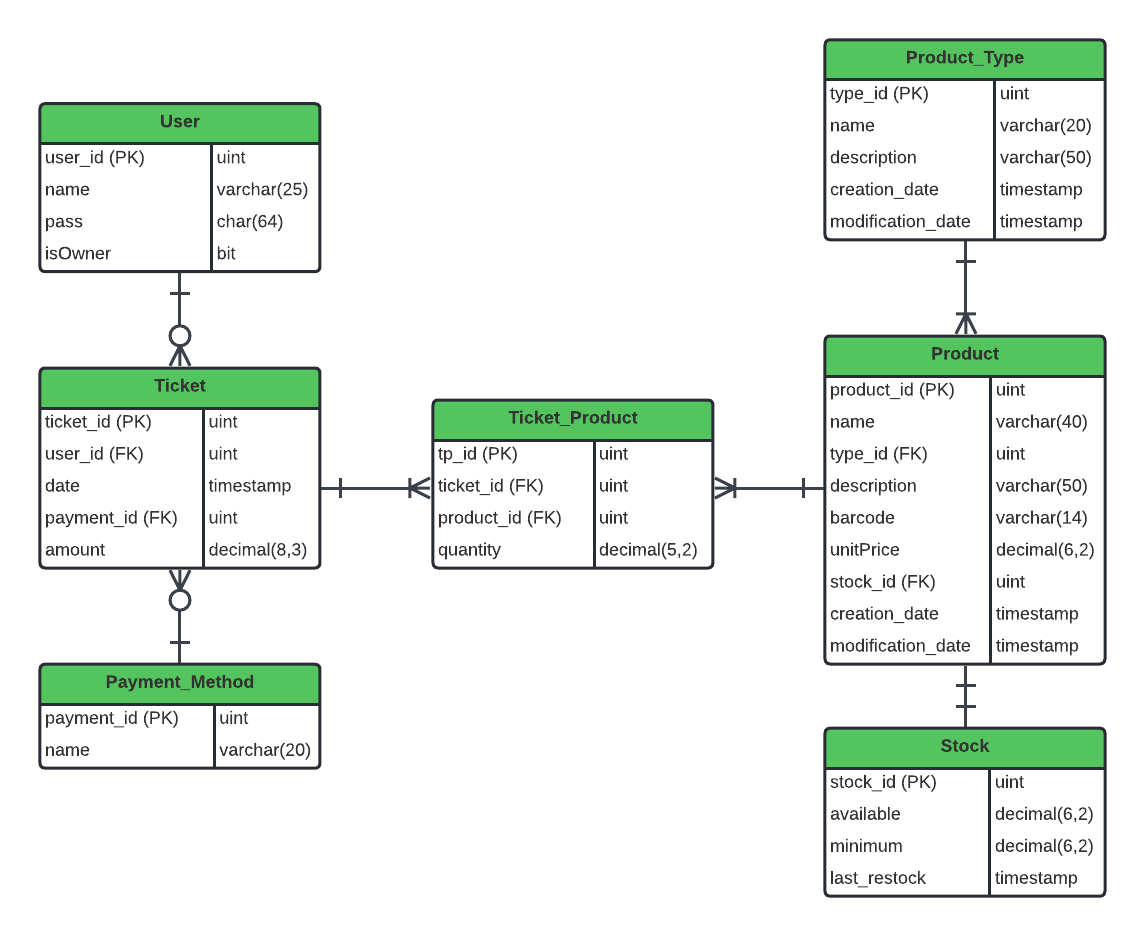 User
user_id (PK) uint
name varchar(25)
pass char(64)
isOwner bit
Ticket
ticket_id (PK) uint
user_id (FK) uint
date timestamp
payment_id (FK) uint
amount decimal(8,3)
Payment_Method
payment_id (PK) uint
name varchar(20)
Ticket_Product
tp_id (PK) uint
ticket_id (FK) uint
product_id (FK) uint
quantity decimal(5,2)
Product_Type
type_id (PK) uint
name varchar(20)
description varchar(50)
creation_date timestamp
modification_date timestamp
Product
product_id (PK) uint
name varchar(40)
type_id (FK) uint
description varchar(50)
barcode varchar(14)
unitPrice decimal(6,2)
stock_id (FK) uint
creation_date timestamp
modification_date timestamp
Stock
stock_id (PK) uint
available decimal(6,2)
minimum decimal(6,2)
last_restock timestamp